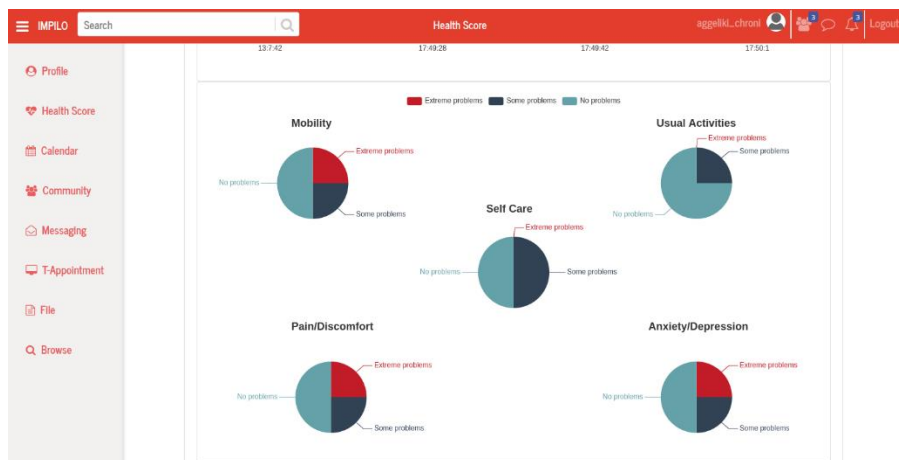 IMPILO Search Health Score aggeliki_chroni 3 3 Logout
13:7:42 17:49:28 17:49:42 17:50:1
Profile
Health Score
Calendar
Community
Messaging
T-Appointment
File
Browse
Extreme problems Some problems No problems
Mobility
Extreme problems
No problems
Some problems
Usual Activities
Extreme problems
Some problems
No problems
Self Care
Extreme problems
No problems
Some problems
Pain/Discomfort
Extreme problems
No problems
Some problems
Anxiety/Depression
Extreme problems
No problems
Some problems